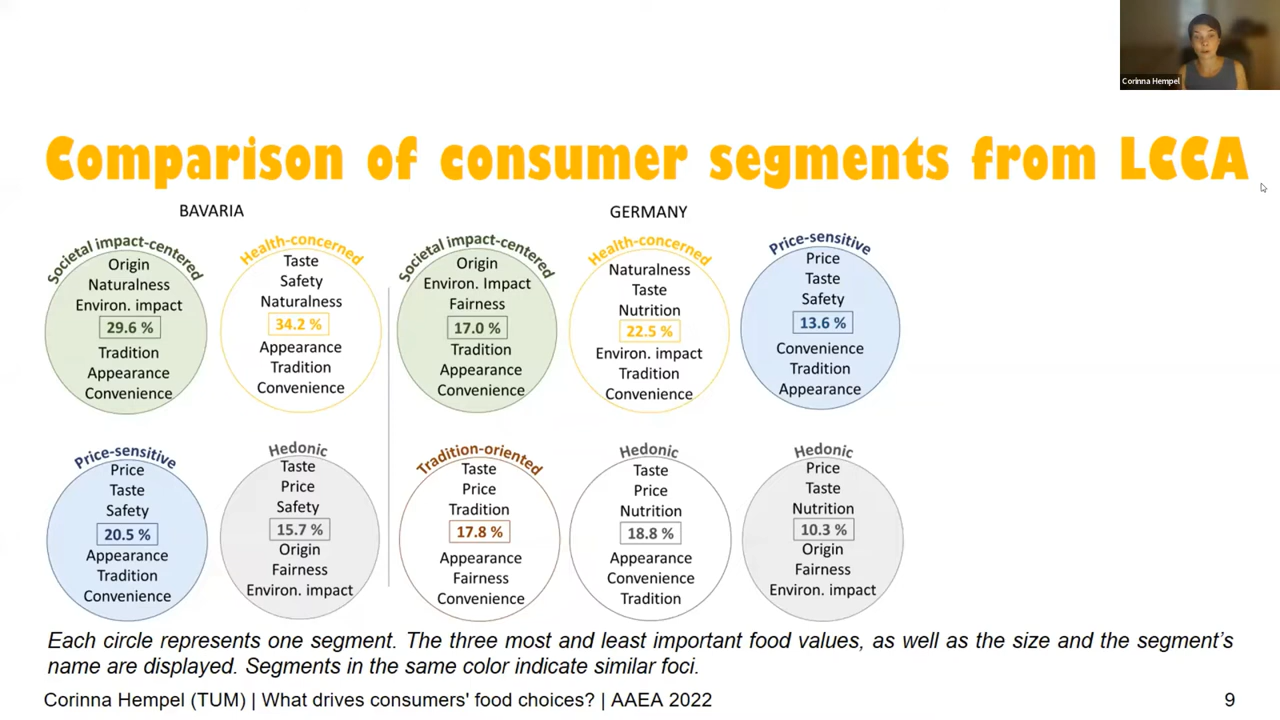 Corinna Hempel
Comparison of consumer segments from LCCA
BAVARIA
Societal impact-centered
Origin
Naturalness
Environ. impact
29.6 %
Tradition
Appearance
Convenience
Health-concerned
Taste
Safety
Naturalness
34.2 %
Appearance
Tradition
Convenience
Price-sensitive
Price
Taste
Safety
20.5 %
Appearance
Tradition
Convenience
Hedonic
Taste
Price
Safety
15.7 %
Origin
Fairness
Environ. impact
GERMANY
Societal impact-centered
Origin
Environ. Impact
Fairness
17.0 %
Tradition
Appearance
Convenience
Health-concerned
Naturalness
Taste
Nutrition
22.5 %
Environ. impact
Tradition
Convenience
Price-sensitive
Price
Taste
Safety
13.6 %
Convenience
Tradition
Appearance
Tradition-oriented
Taste
Price
Tradition
17.8 %
Appearance
Fairness
Convenience
Hedonic
Taste
Price
Nutrition
18.8 %
Appearance
Convenience
Tradition
Hedonic
Price
Taste
Nutrition
10.3 %
Origin
Fairness
Environ. impact
Each circle represents one segment. The three most and least important food values, as well as the size and the segment's
name are displayed. Segments in the same color indicate similar foci.
Corinna Hempel (TUM) | What drives consumers' food choices? | AAEA 2022
9